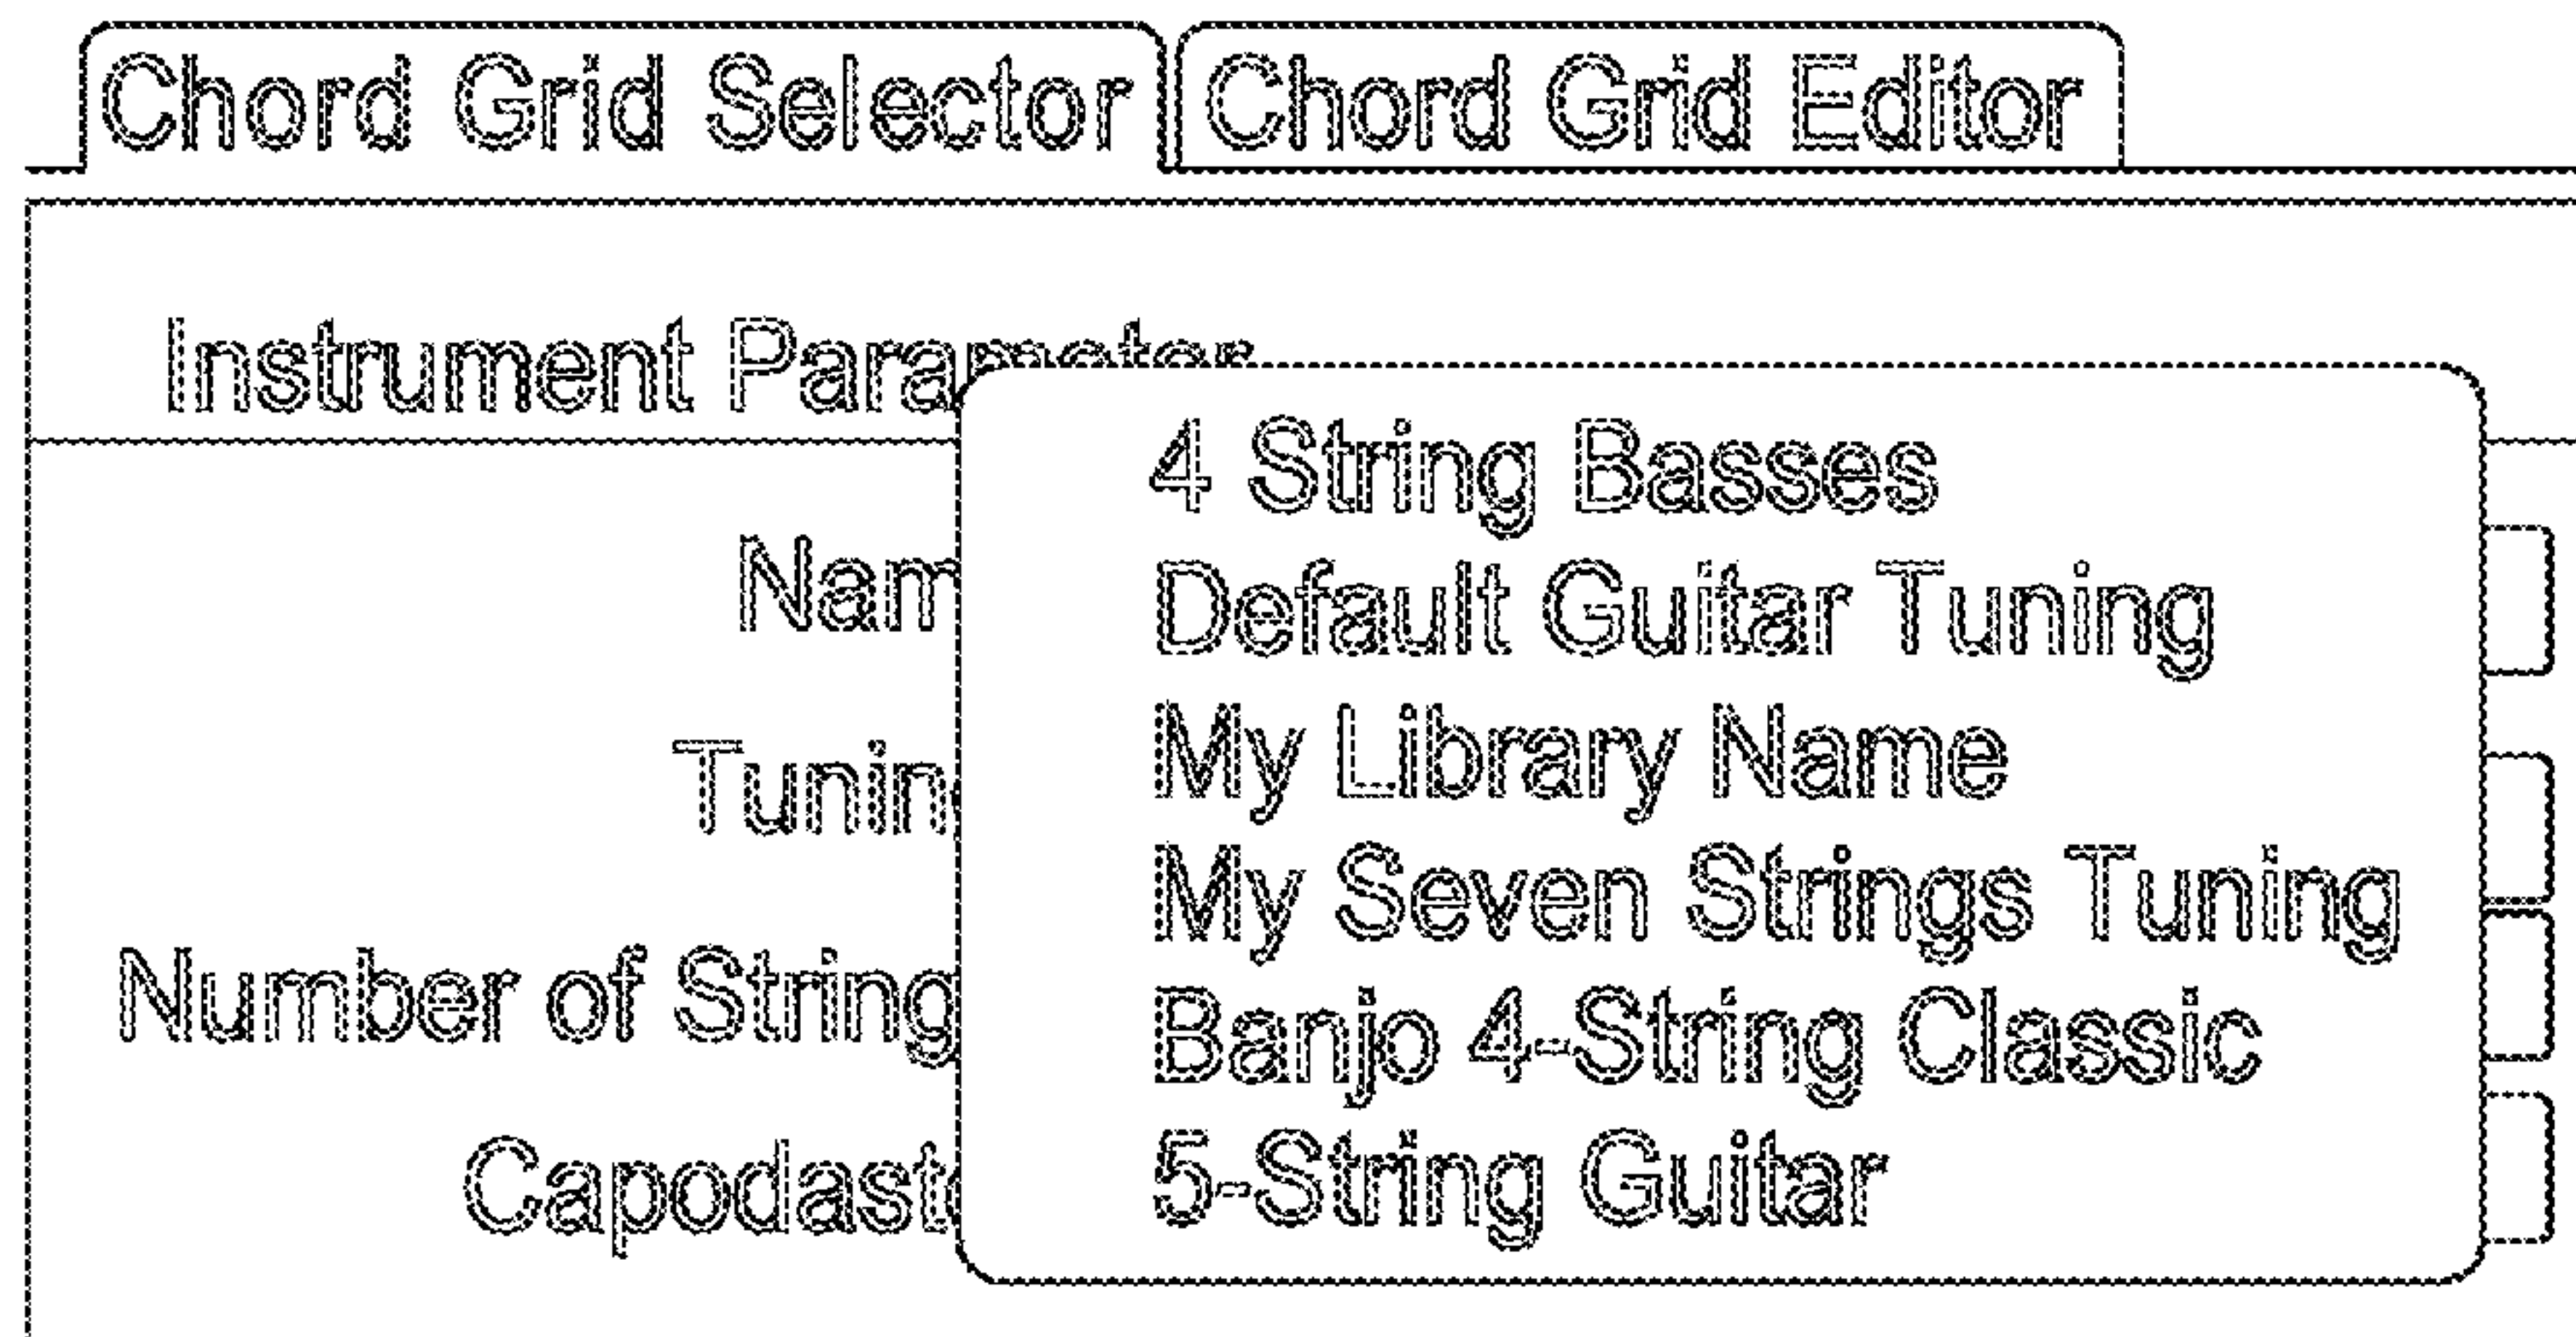 Chord Grid Selector Chord Grid Editor
Instrument Parameter
4 String Basses
Nam
Default Guitar Tuning
My Library Name
Tunin
My Seven Strings Tuning
Number of String
Banjo 4-String Classic
Capodast
5-String Guitar